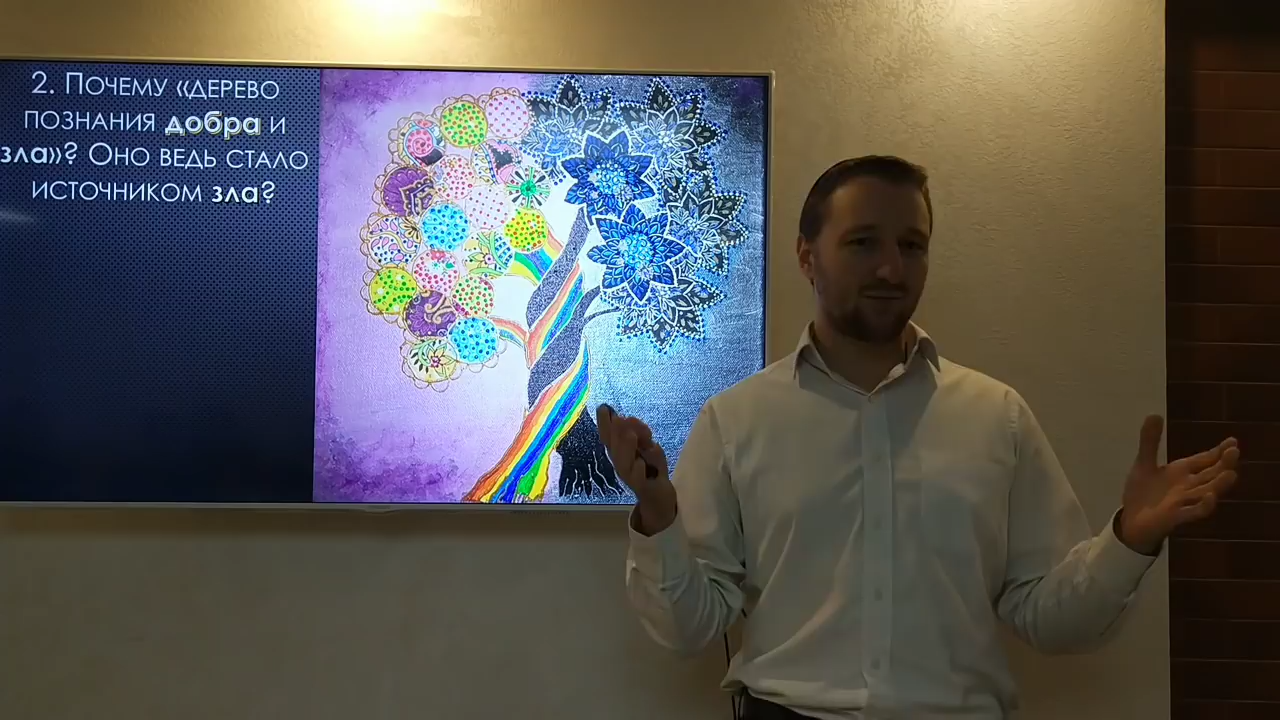 2. Почему «дерево
познания добра и
зла»? Оно ведь стало
источником зла?